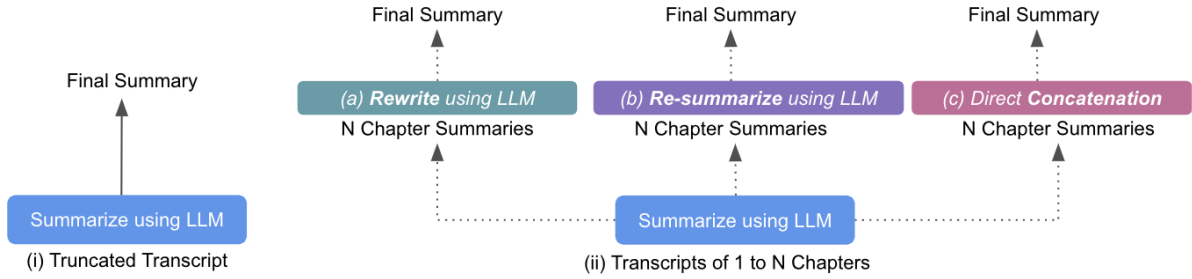 Final Summary
Summarize using LLM
(i) Truncated Transcript
Final Summary
(a) Rewrite using LLM
N Chapter Summaries
Final Summary
(b) Re-summarize using LLM
N Chapter Summaries
Final Summary
(c) Direct Concatenation
N Chapter Summaries
Summarize using LLM
(ii) Transcripts of 1 to N Chapters